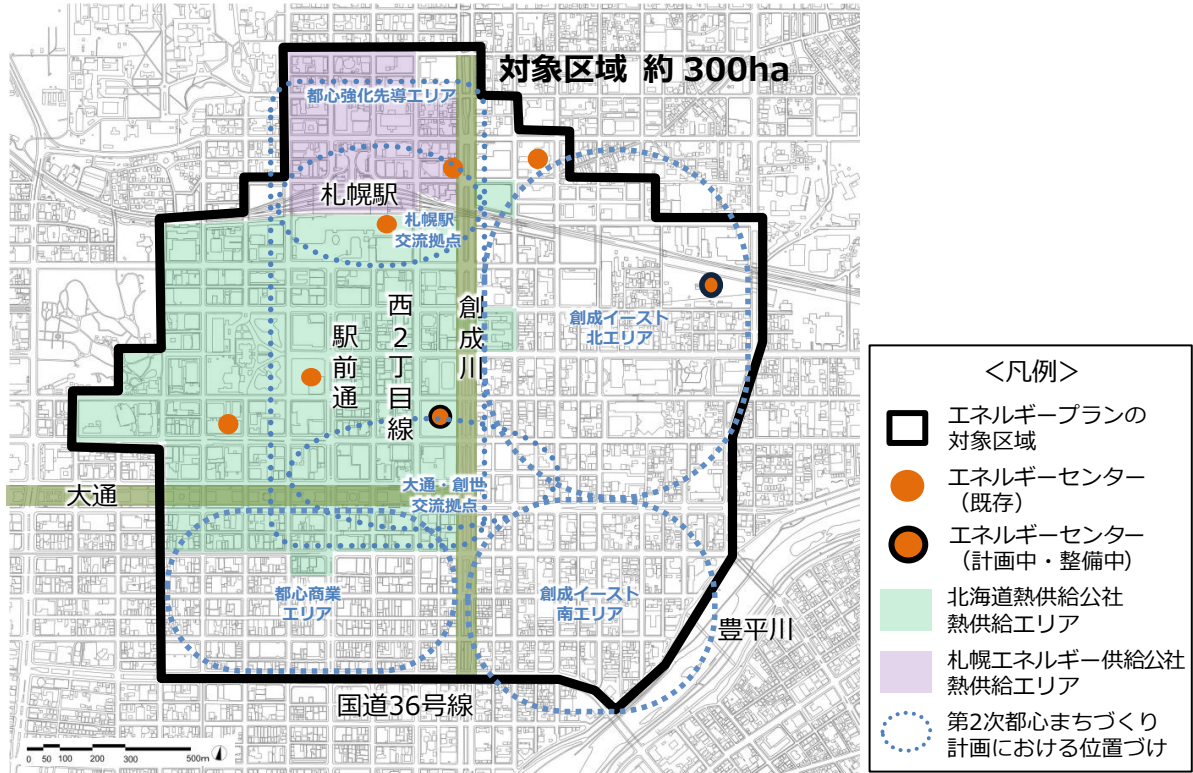 対象区域 約 300ha
都心強化先導エリア
札幌駅
札幌駅
交流拠点
西2丁目線
創成川
駅前通
創成イースト
北エリア
大通
大通・創世
交流拠点
都心商業
エリア
創成イースト
南エリア
豊平川
国道36号線
0 50 100 200 300 500m
<凡例>
エネルギープランの
対象区域
エネルギーセンター
（既存）
エネルギーセンター
（計画中・整備中）
北海道熱供給公社
熱供給エリア
札幌エネルギー供給公社
熱供給エリア
第2次都心まちづくり
計画における位置づけ